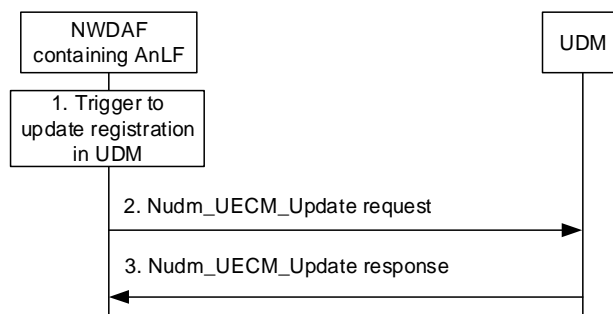 NWDAF
containing AnLF
UDM
1. Trigger to
update registration
in UDM
2. Nudm_UECM_Update request
3. Nudm_UECM_Update response